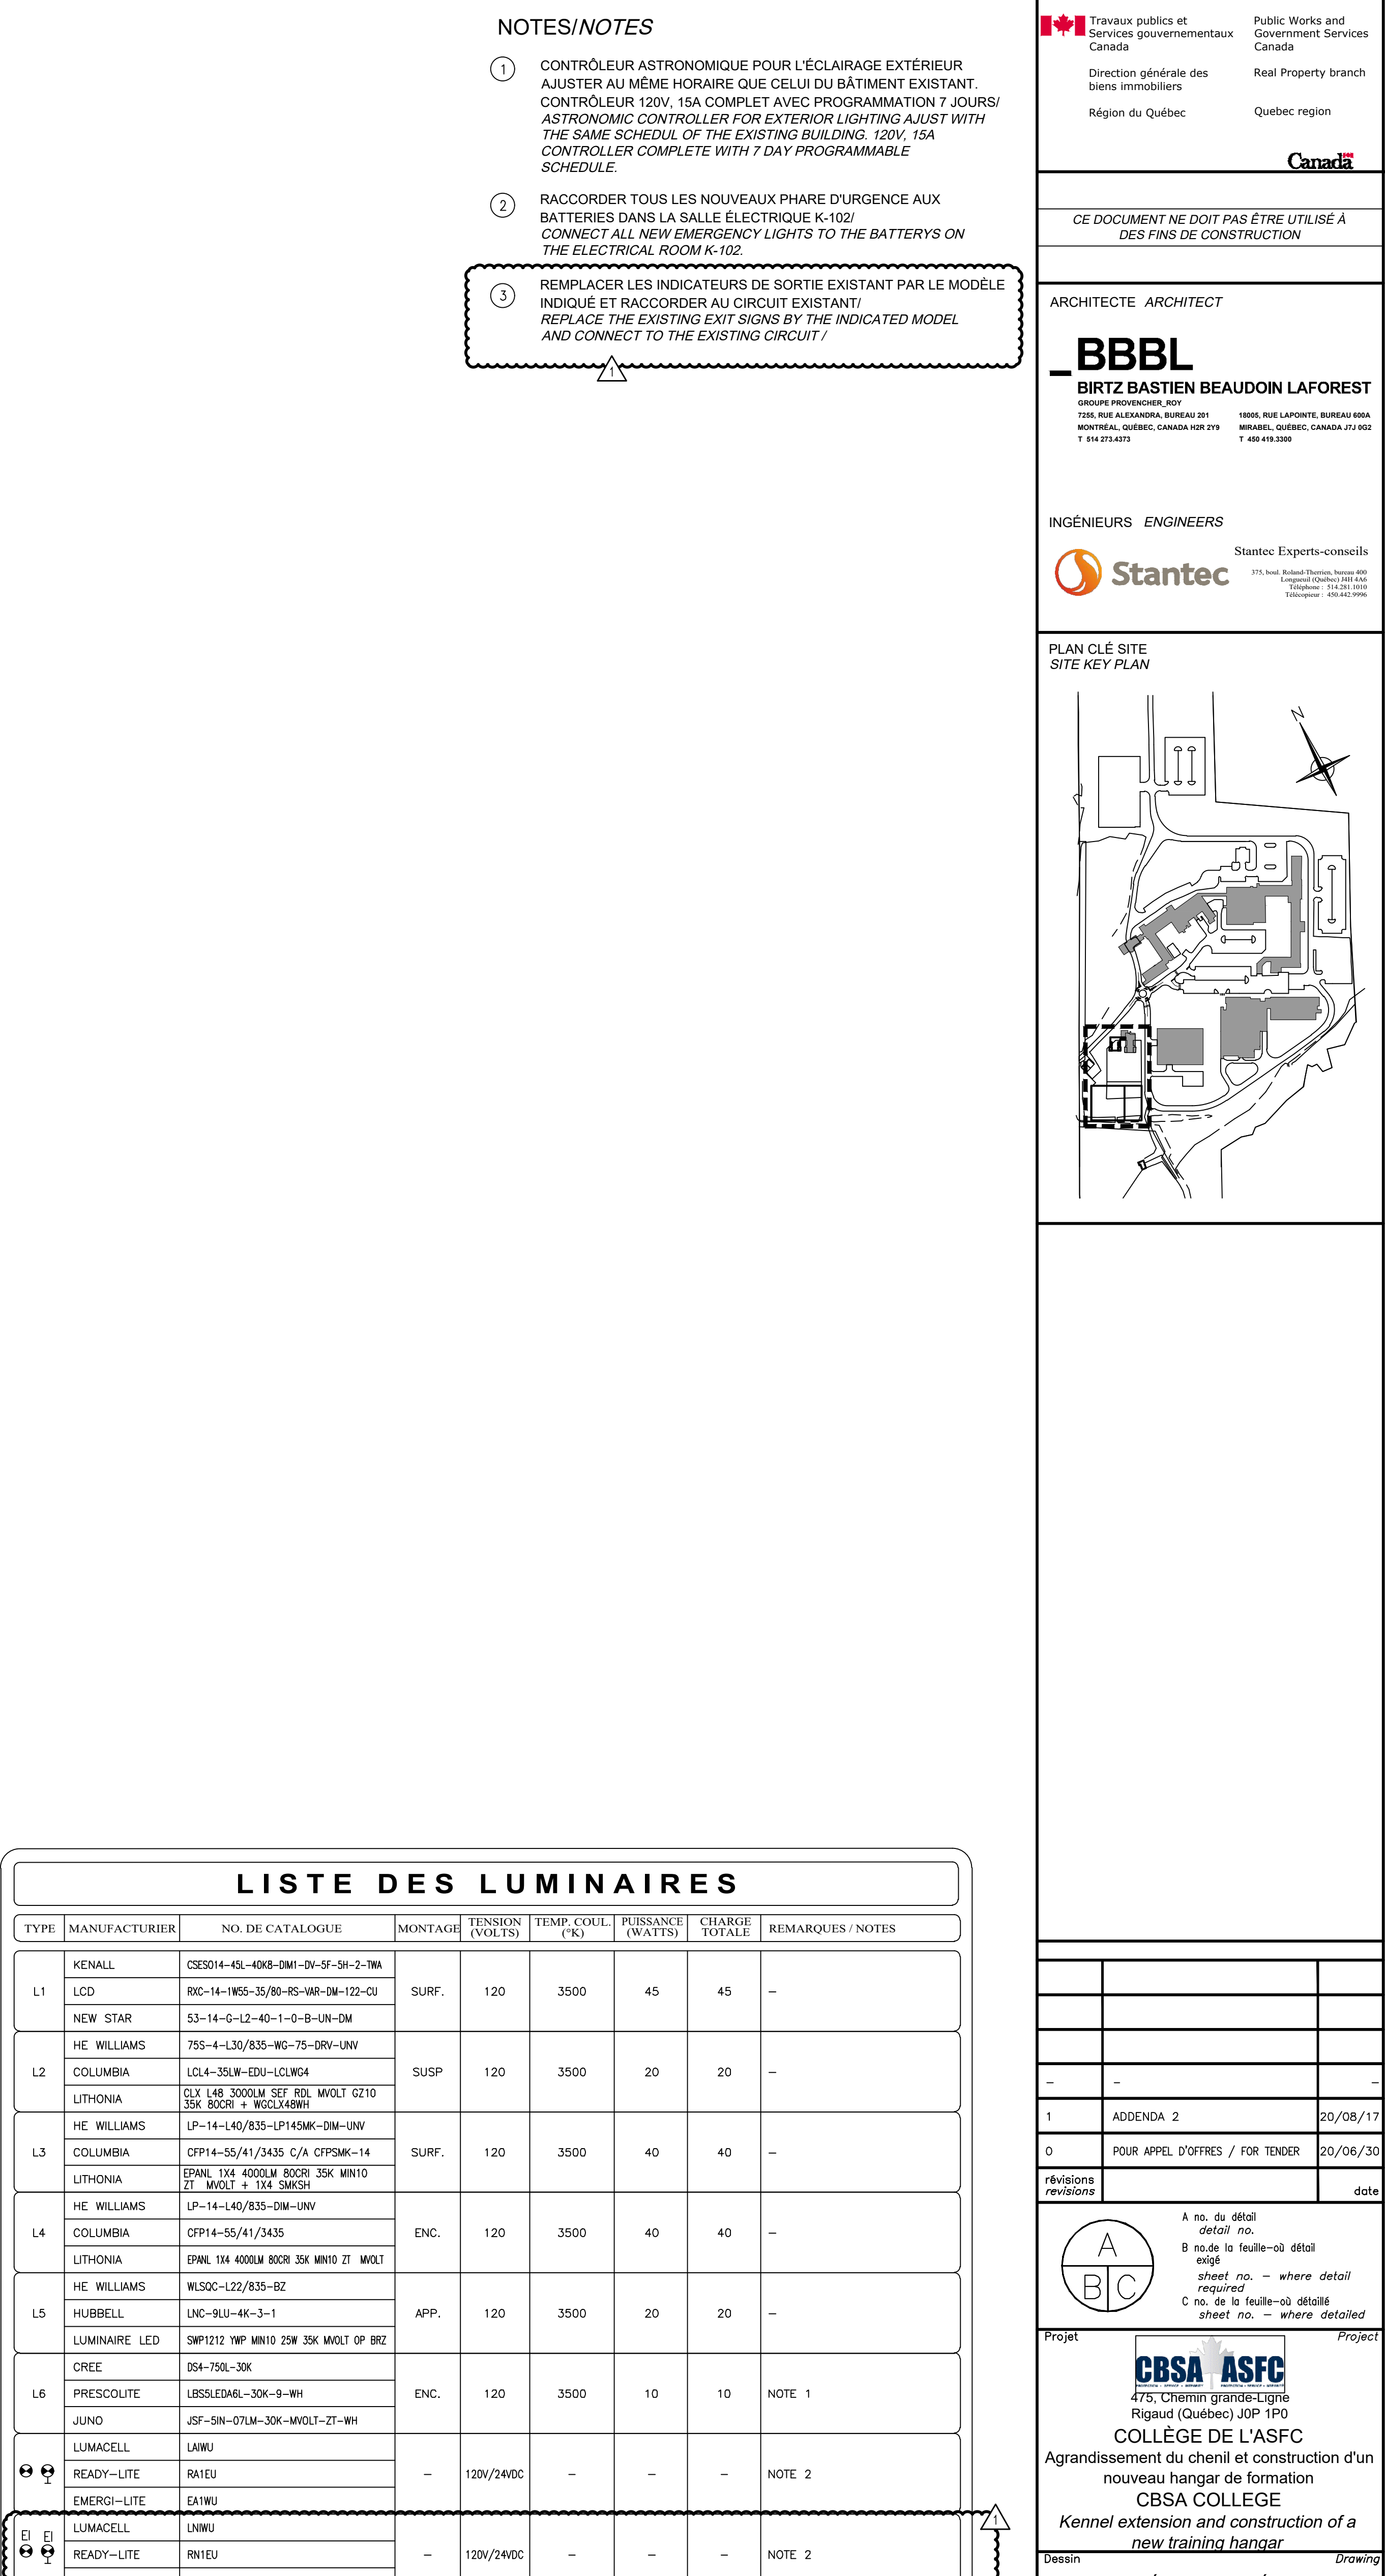 NOTES/NOTES
1
CONTRÔLEUR ASTRONOMIQUE POUR L'ÉCLAIRAGE EXTÉRIEUR
AJUSTER AU MÊME HORAIRE QUE CELUI DU BÂTIMENT EXISTANT.
CONTRÔLEUR 120V, 15A COMPLET AVEC PROGRAMMATION 7 JOURS/
ASTRONOMIC CONTROLLER FOR EXTERIOR LIGHTING AJUST WITH
THE SAME SCHEDUL OF THE EXISTING BUILDING. 120V, 15A
CONTROLLER COMPLETE WITH 7 DAY PROGRAMMABLE
SCHEDULE.
2
RACCORDER TOUS LES NOUVEAUX PHARE D'URGENCE AUX
BATTERIES DANS LA SALLE ÉLECTRIQUE K-102/
CONNECT ALL NEW EMERGENCY LIGHTS TO THE BATTERYS ON
THE ELECTRICAL ROOM K-102.
3
REMPLACER LES INDICATEURS DE SORTIE EXISTANT PAR LE MODÈLE
INDIQUÉ ET RACCORDER AU CIRCUIT EXISTANT/
REPLACE THE EXISTING EXIT SIGNS BY THE INDICATED MODEL
AND CONNECT TO THE EXISTING CIRCUIT /
1
Travaux publics et Public Works and
Services gouvernementaux Government Services
Canada Canada
Direction générale des Real Property branch
biens immobiliers
Région du Québec Quebec region
Canada
CE DOCUMENT NE DOIT PAS ÊTRE UTILISÉ À
DES FINS DE CONSTRUCTION
ARCHITECTE ARCHITECT
_BBBL
BIRTZ BASTIEN BEAUDOIN LAFOREST
GROUPE PROVENCHER_ROY
7255, RUE ALEXANDRA, BUREAU 201 18005, RUE LAPOINTE, BUREAU 600A
MONTRÉAL, QUÉBEC, CANADA H2R 2Y9 MIRABEL, QUÉBEC, CANADA J7J 0G2
T 514 273.4373 T 450 419.3300
INGÉNIEURS ENGINEERS
Stantec
Stantec Experts-conseils
375, boul. Roland-Therrien, bureau 400
Longueuil (Québec) J4H 4A6
Téléphone : 514.281.1010
Télécopieur : 450.442.9996
PLAN CLÉ SITE
SITE KEY PLAN
N
LISTE DES LUMINAIRES
TYPE MANUFACTURIER NO. DE CATALOGUE MONTAGE TENSION (VOLTS) TEMP. COUL. (°K) PUISSANCE (WATTS) CHARGE TOTALE REMARQUES / NOTES
KENALL CSESO14-45L-40K8-DIM1-DV-5F-5H-2-TWA
L1 LCD RXC-14-1W55-35/80-RS-VAR-DM-122-CU SURF. 120 3500 45 45 –
NEW STAR 53-14-G-L2-40-1-0-B-UN-DM
HE WILLIAMS 75S-4-L30/835-WG-75-DRV-UNV
L2 COLUMBIA LCL4-35LW-EDU-LCLWG4 SUSP 120 3500 20 20 –
LITHONIA CLX L48 3000LM SEF RDL MVOLT GZ10
35K 80CRI + WGCLX48WH
HE WILLIAMS LP-14-L40/835-LP145MK-DIM-UNV
L3 COLUMBIA CFP14-55/41/3435 C/A CFPSMK-14 SURF. 120 3500 40 40 –
LITHONIA EPANL 1X4 4000LM 80CRI 35K MIN10
ZT MVOLT + 1X4 SMKSH
HE WILLIAMS LP-14-L40/835-DIM-UNV
L4 COLUMBIA CFP14-55/41/3435 ENC. 120 3500 40 40 –
LITHONIA EPANL 1X4 4000LM 80CRI 35K MIN10 ZT MVOLT
HE WILLIAMS WLSQC-L22/835-BZ
L5 HUBBELL LNC-9LU-4K-3-1 APP. 120 3500 20 20 –
LUMINAIRE LED SWP1212 YWP MIN10 25W 35K MVOLT OP BRZ
CREE DS4-750L-30K
L6 PRESCOLITE LBS5LEDA6L-30K-9-WH ENC. 120 3500 10 10 NOTE 1
JUNO JSF-5IN-07LM-30K-MVOLT-ZT-WH
LUMACELL LAIWU
READY-LITE RA1EU – 120V/24VDC – – – NOTE 2
EMERGI-LITE EA1WU
1
EI EI LUMACELL LNIWU
READY-LITE RN1EU – 120V/24VDC – – – NOTE 2
– – –
1 ADDENDA 2 20/08/17
0 POUR APPEL D'OFFRES / FOR TENDER 20/06/30
révisions
revisions date
A
B C
A no. du détail
detail no.
B no.de la feuille-où détail
exigé
sheet no. – where detail
required
C no. de la feuille-où détaillé
sheet no. – where detailed
Projet Project
CBSA ASFC
475, Chemin grande-Ligne
Rigaud (Québec) J0P 1P0
COLLÈGE DE L'ASFC
Agrandissement du chenil et construction d'un
nouveau hangar de formation
CBSA COLLEGE
Kennel extension and construction of a
new training hangar
Dessin Drawing